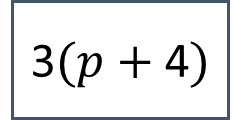 3(𝑝 + 4)